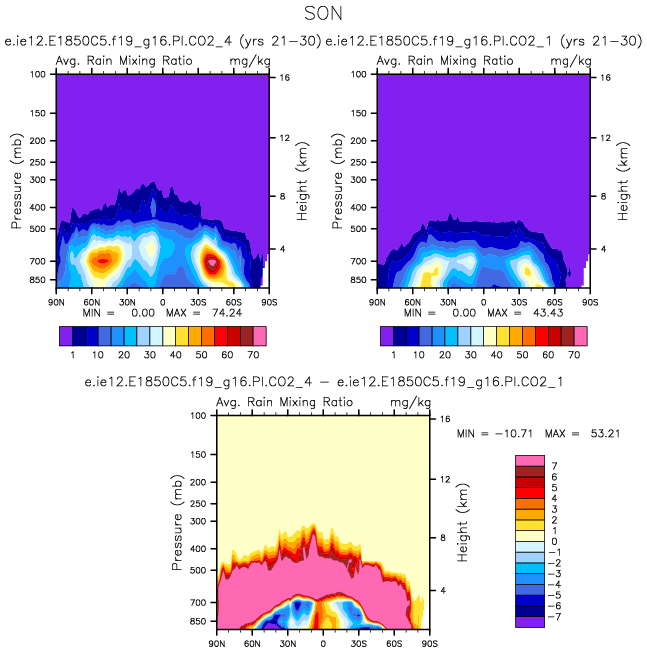 SON
e.ie12.E1850C5.f19_g16.PI.CO2_4 (yrs 21-30) e.ie12.E1850C5.f19_g16.PI.CO2_1 (yrs 21-30)
Avg. Rain Mixing Ratio mg/kg Avg. Rain Mixing Ratio mg/kg
100 150 200 250 300 400 500 700 850
Pressure (mb)
16 12 8 4
Height (km)
90N 60N 30N 0 30S 60S 90S
MIN = 0.00 MAX = 74.24
1 10 20 30 40 50 60 70
100 150 200 250 300 400 500 700 850
Pressure (mb)
16 12 8 4
Height (km)
90N 60N 30N 0 30S 60S 90S
MIN = 0.00 MAX = 43.43
1 10 20 30 40 50 60 70
e.ie12.E1850C5.f19_g16.PI.CO2_4 - e.ie12.E1850C5.f19_g16.PI.CO2_1
Avg. Rain Mixing Ratio mg/kg
100 150 200 250 300 400 500 700 850
Pressure (mb)
16 12 8 4
Height (km)
90N 60N 30N 0 30S 60S 90S
MIN = -10.71 MAX = 53.21
7
6
5
4
3
2
1
0
-1
-2
-3
-4
-5
-6
-7